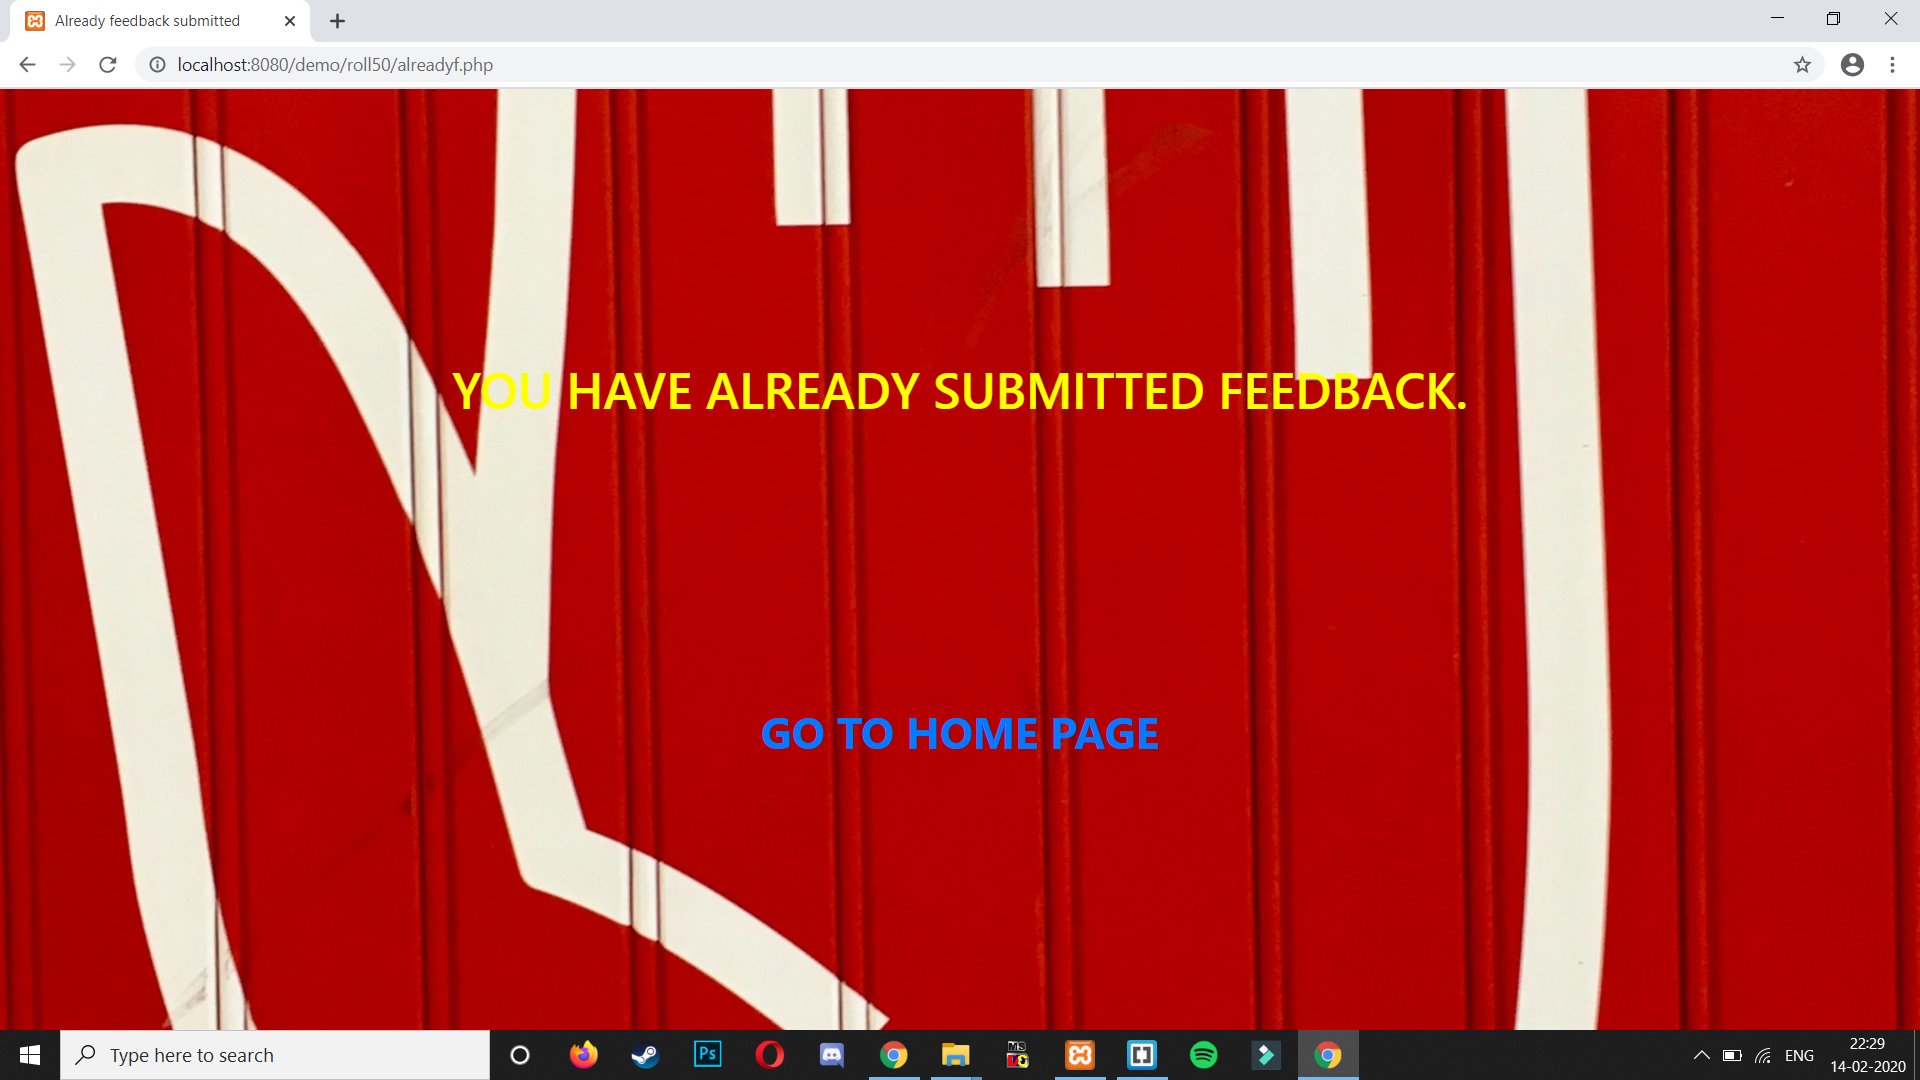 Already feedback submitted
localhost:8080/demo/roll50/alreadyf.php
YOU HAVE ALREADY SUBMITTED FEEDBACK.
GO TO HOME PAGE
Type here to search
Ps
MS
ENG
22:29
14-02-2020